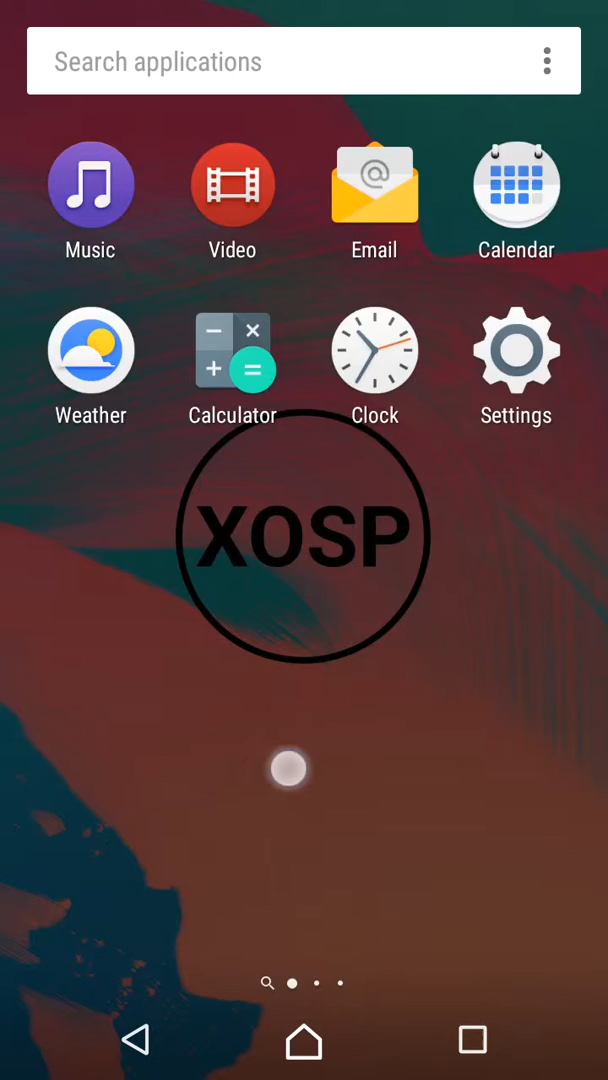 Search applications
Music Video Email Calendar
Weather Calculator Clock Settings
XOSP